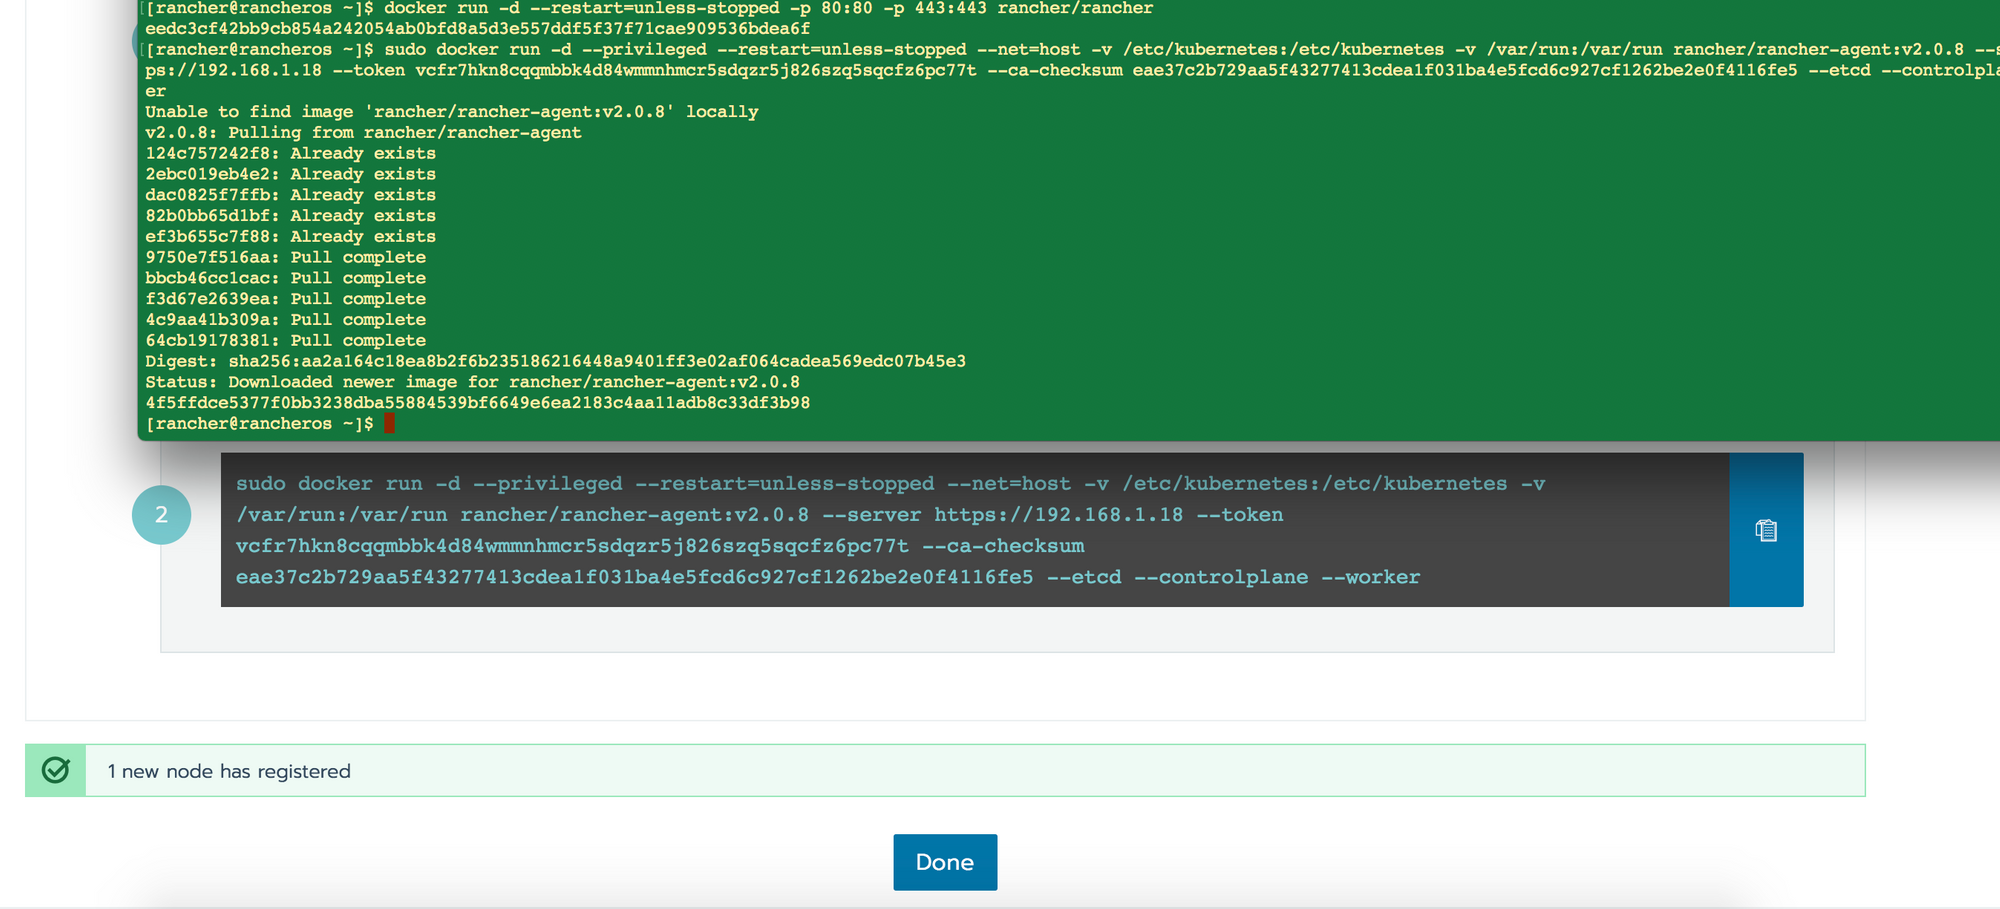 [rancher@rancheros ~]$ docker run -d --restart=unless-stopped -p 80:80 -p 443:443 rancher/rancher
eedc3cf42bb9cb854a242054ab0bfd8a5d3e557ddf5f37f71cae909536bdea6f
[rancher@rancheros ~]$ sudo docker run -d --privileged --restart=unless-stopped --net=host -v /etc/kubernetes:/etc/kubernetes -v /var/run:/var/run rancher/rancher-agent:v2.0.8 --s
ps://192.168.1.18 --token vcfr7hkn8cqqmbbk4d84wmmnhmcr5sdqzr5j826szq5sqcfz6pc77t --ca-checksum eae37c2b729aa5f43277413cdea1f031ba4e5fcd6c927cf1262be2e0f4116fe5 --etcd --controlpla
er
Unable to find image 'rancher/rancher-agent:v2.0.8' locally
v2.0.8: Pulling from rancher/rancher-agent
124c757242f8: Already exists
2ebc019eb4e2: Already exists
dac0825f7ffb: Already exists
82b0bb65d1bf: Already exists
ef3b655c7f88: Already exists
9750e7f516aa: Pull complete
bbcb46cc1cac: Pull complete
f3d67e2639ea: Pull complete
4c9aa41b309a: Pull complete
64cb19178381: Pull complete
Digest: sha256:aa2a164c18ea8b2f6b235186216448a9401ff3e02af064cadea569edc07b45e3
Status: Downloaded newer image for rancher/rancher-agent:v2.0.8
4f5ffdce5377f0bb3238dba55884539bf6649e6ea2183c4aa11adb8c33df3b98
[rancher@rancheros ~]$
2
sudo docker run -d --privileged --restart=unless-stopped --net=host -v /etc/kubernetes:/etc/kubernetes -v
/var/run:/var/run rancher/rancher-agent:v2.0.8 --server https://192.168.1.18 --token
vcfr7hkn8cqqmbbk4d84wmmnhmcr5sdqzr5j826szq5sqcfz6pc77t --ca-checksum
eae37c2b729aa5f43277413cdea1f031ba4e5fcd6c927cf1262be2e0f4116fe5 --etcd --controlplane --worker
1 new node has registered
Done